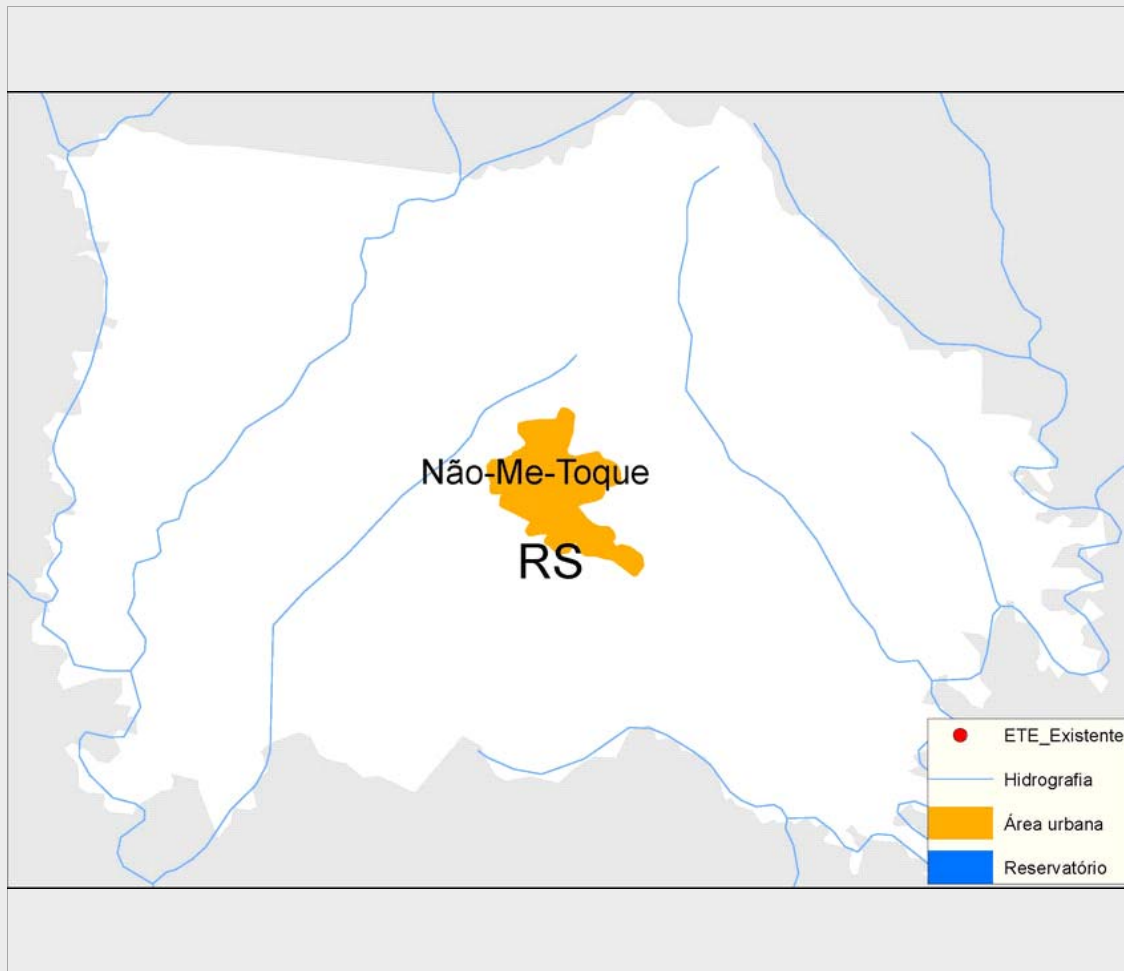 Não-Me-Toque
RS
ETE_Existente
Hidrografia
Área urbana
Reservatório